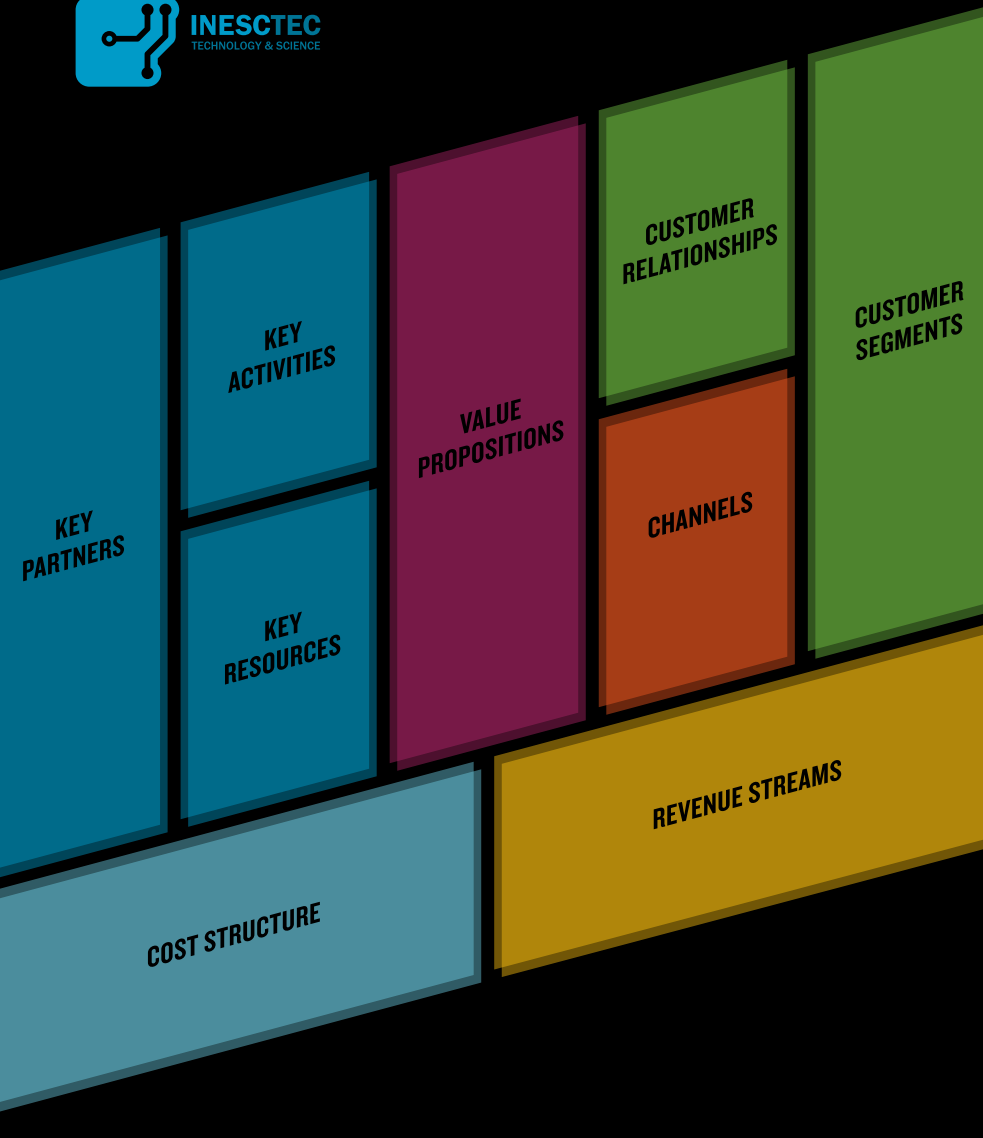 INESCTEC
TECHNOLOGY & SCIENCE
KEY
PARTNERS
KEY
ACTIVITIES
KEY
RESOURCES
VALUE
PROPOSITIONS
CUSTOMER
RELATIONSHIPS
CHANNELS
CUSTOMER
SEGMENTS
COST STRUCTURE
REVENUE STREAMS